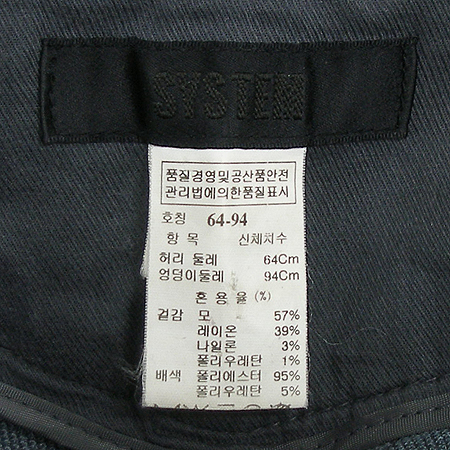 SYSTEM
품질경영및공산품안전
관리법에의한품질표시
호칭 64-94
항 목 신체치수
허리 둘레 64Cm
엉덩이둘레 94Cm
혼 용 율 (%)
겉감 모 57%
레이온 39%
나일론 3%
폴리우레탄 1%
배색 폴리에스터 95%
폴리우레탄 5%